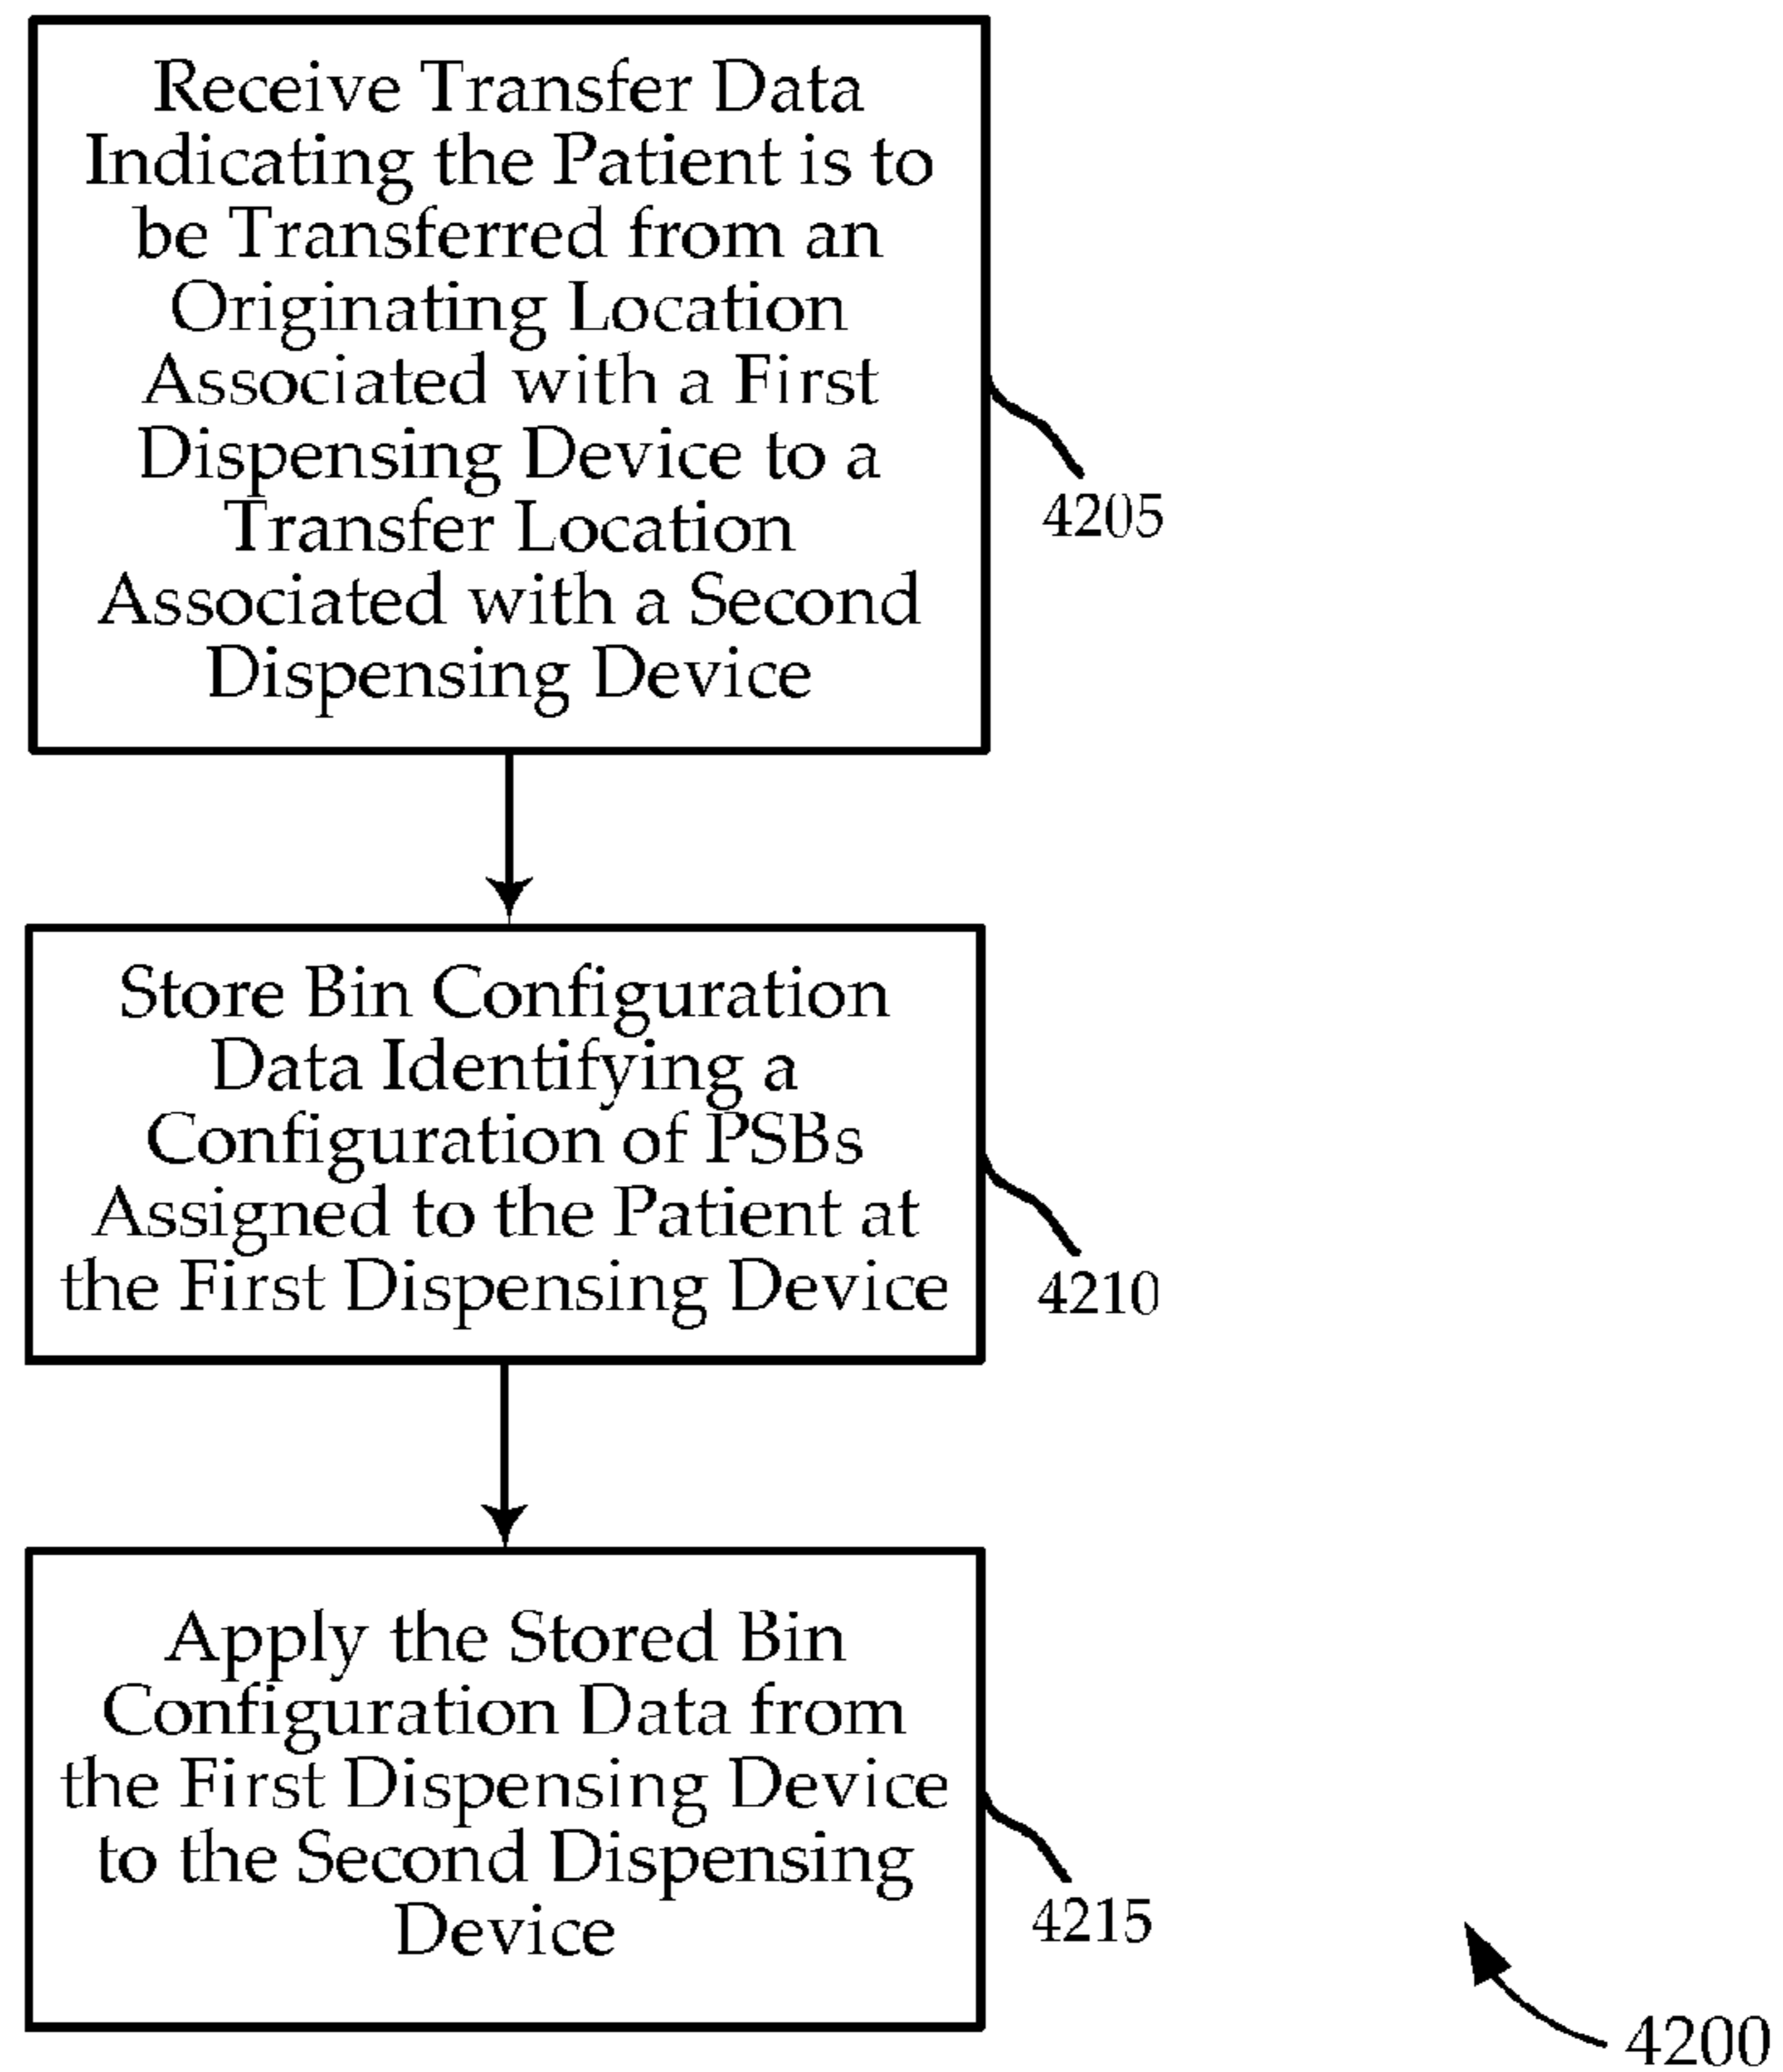 Receive Transfer Data
Indicating the Patient is to
be Transferred from an
Originating Location
Associated with a First
Dispensing Device to a
Transfer Location
Associated with a Second
Dispensing Device
4205
Store Bin Configuration
Data Identifying a
Configuration of PSBs
Assigned to the Patient at
the First Dispensing Device
4210
Apply the Stored Bin
Configuration Data from
the First Dispensing Device
to the Second Dispensing
Device
4215
4200